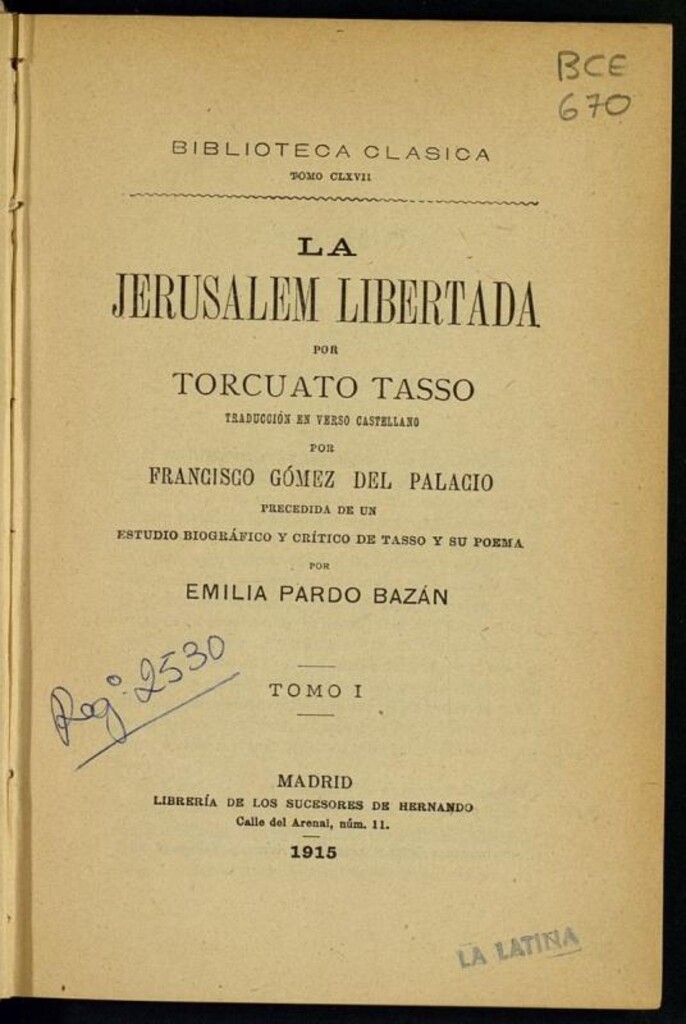 BCE
670
BIBLIOTECA CLASICA
TOMO CLXVII
LA
JERUSALEM LIBERTADA
POR
TORCUATO TASSO
TRADUCCIÓN EN VERSO CASTELLANO
POR
FRANCISCO GÓMEZ DEL PALACIO
PRECEDIDA DE UN
ESTUDIO BIOGRÁFICO Y CRÍTICO DE TASSO Y SU POEMA
POR
EMILIA PARDO BAZÁN
Regº. 2530
TOMO I
MADRID
LIBRERÍA DE LOS SUCESORES DE HERNANDO
Calle del Arenal, núm. 11.
1915
LA LATINA